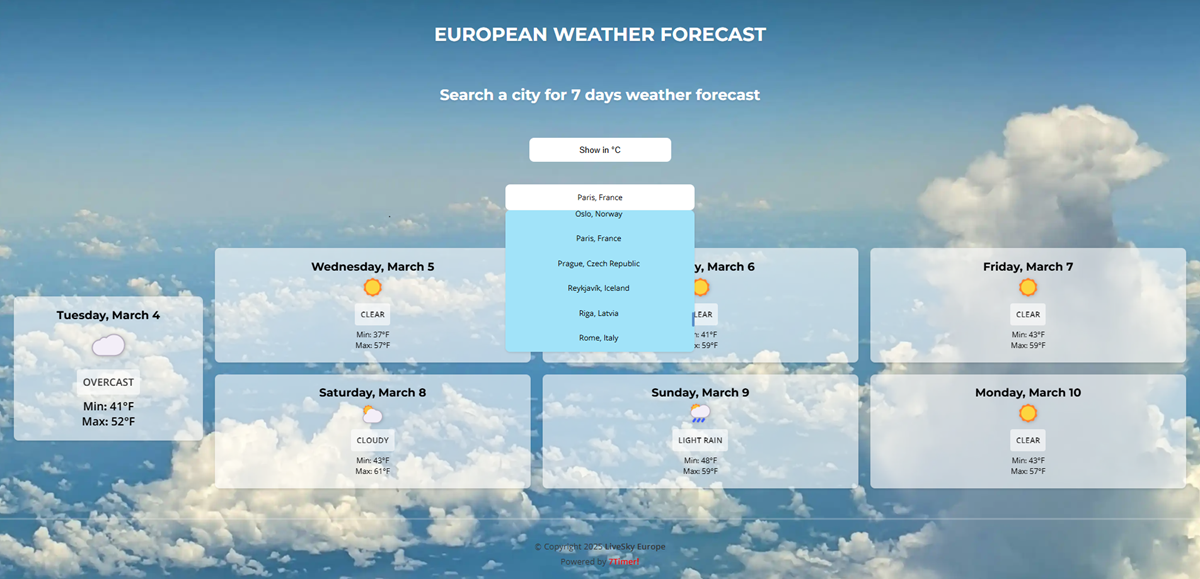 EUROPEAN WEATHER FORECAST
Search a city for 7 days weather forecast
Show in °C
Paris, France
Oslo, Norway
Paris, France
Prague, Czech Republic
Reykjavík, Iceland
Riga, Latvia
Rome, Italy
Tuesday, March 4
OVERCAST
Min: 41°F
Max: 52°F
Wednesday, March 5
CLEAR
Min: 37°F
Max: 57°F
y, March 6
LEAR
n: 41°F
x: 59°F
Friday, March 7
CLEAR
Min: 43°F
Max: 59°F
Saturday, March 8
CLOUDY
Min: 43°F
Max: 61°F
Sunday, March 9
LIGHT RAIN
Min: 48°F
Max: 59°F
Monday, March 10
CLEAR
Min: 43°F
Max: 57°F
© Copyright 2025 LiveSky Europe
Powered by 7Timer!